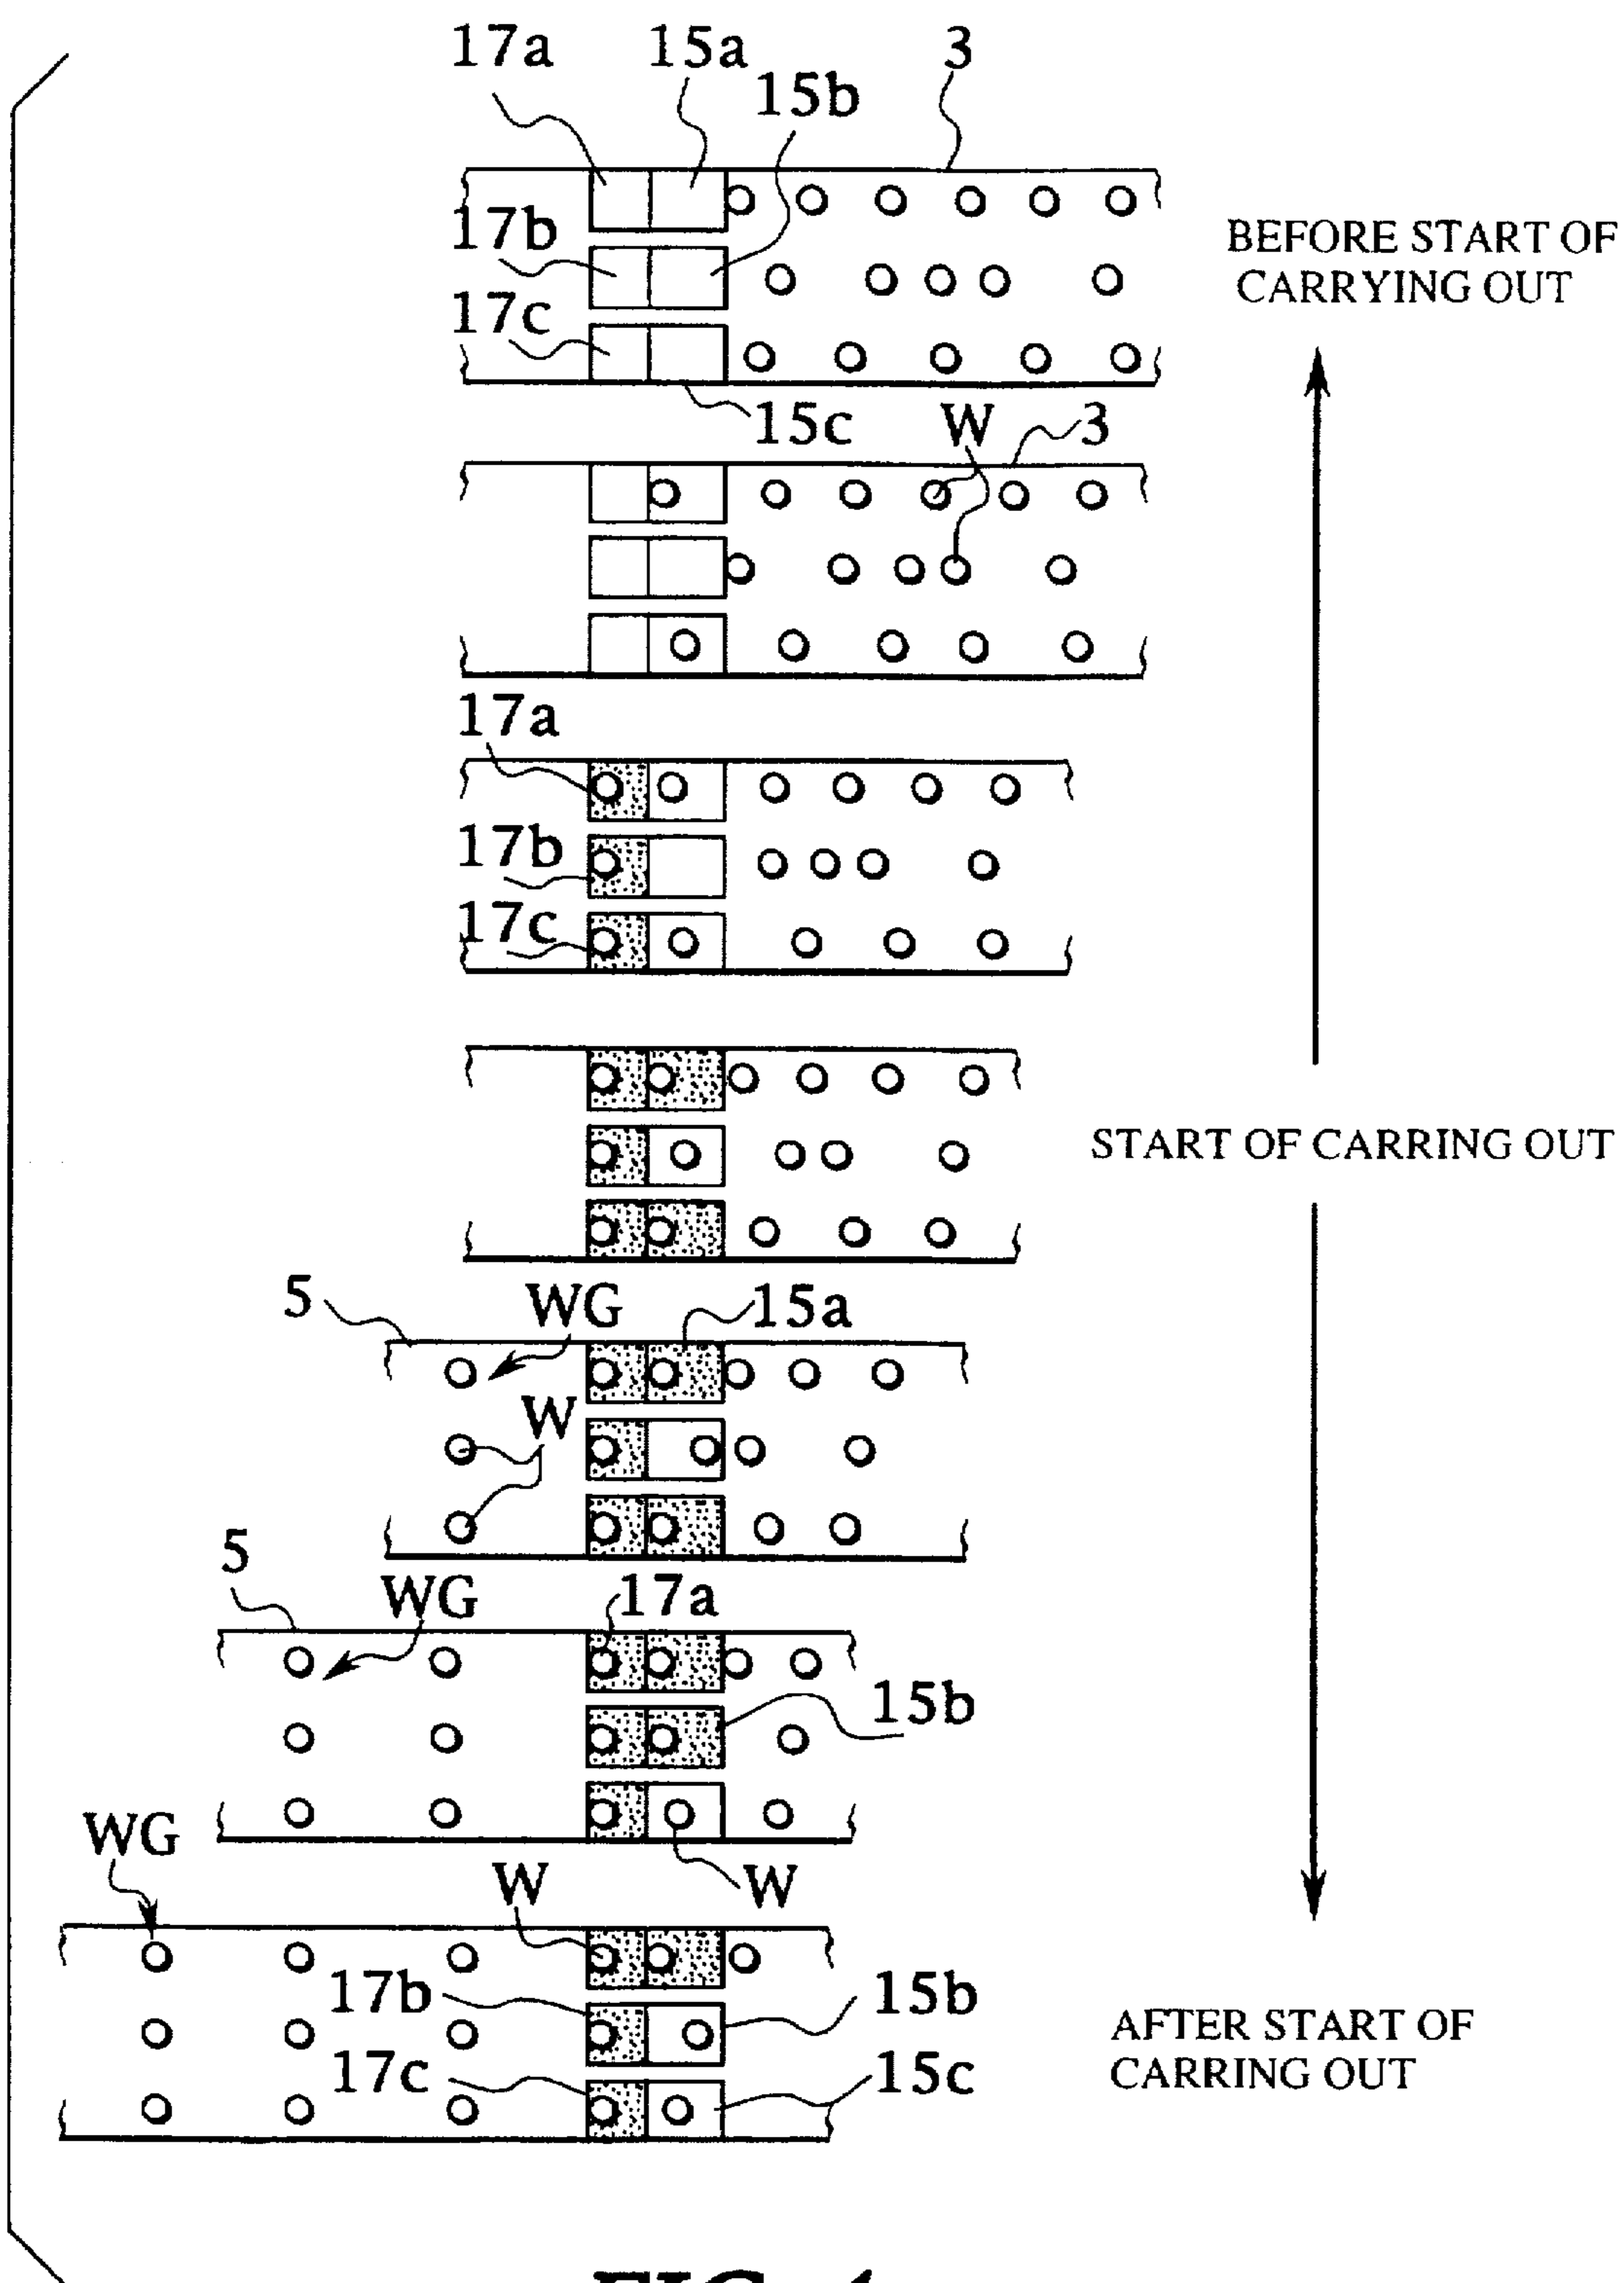 17a 15a 3
15b
17b
BEFORE START OF
CARRYING OUT
17c
15c W 3
17a
17b
17c
START OF CARRING OUT
5 WG 15a
W
5 WG 17a
15b
WG
W W
17b 15b
17c 15c
AFTER START OF
CARRING OUT